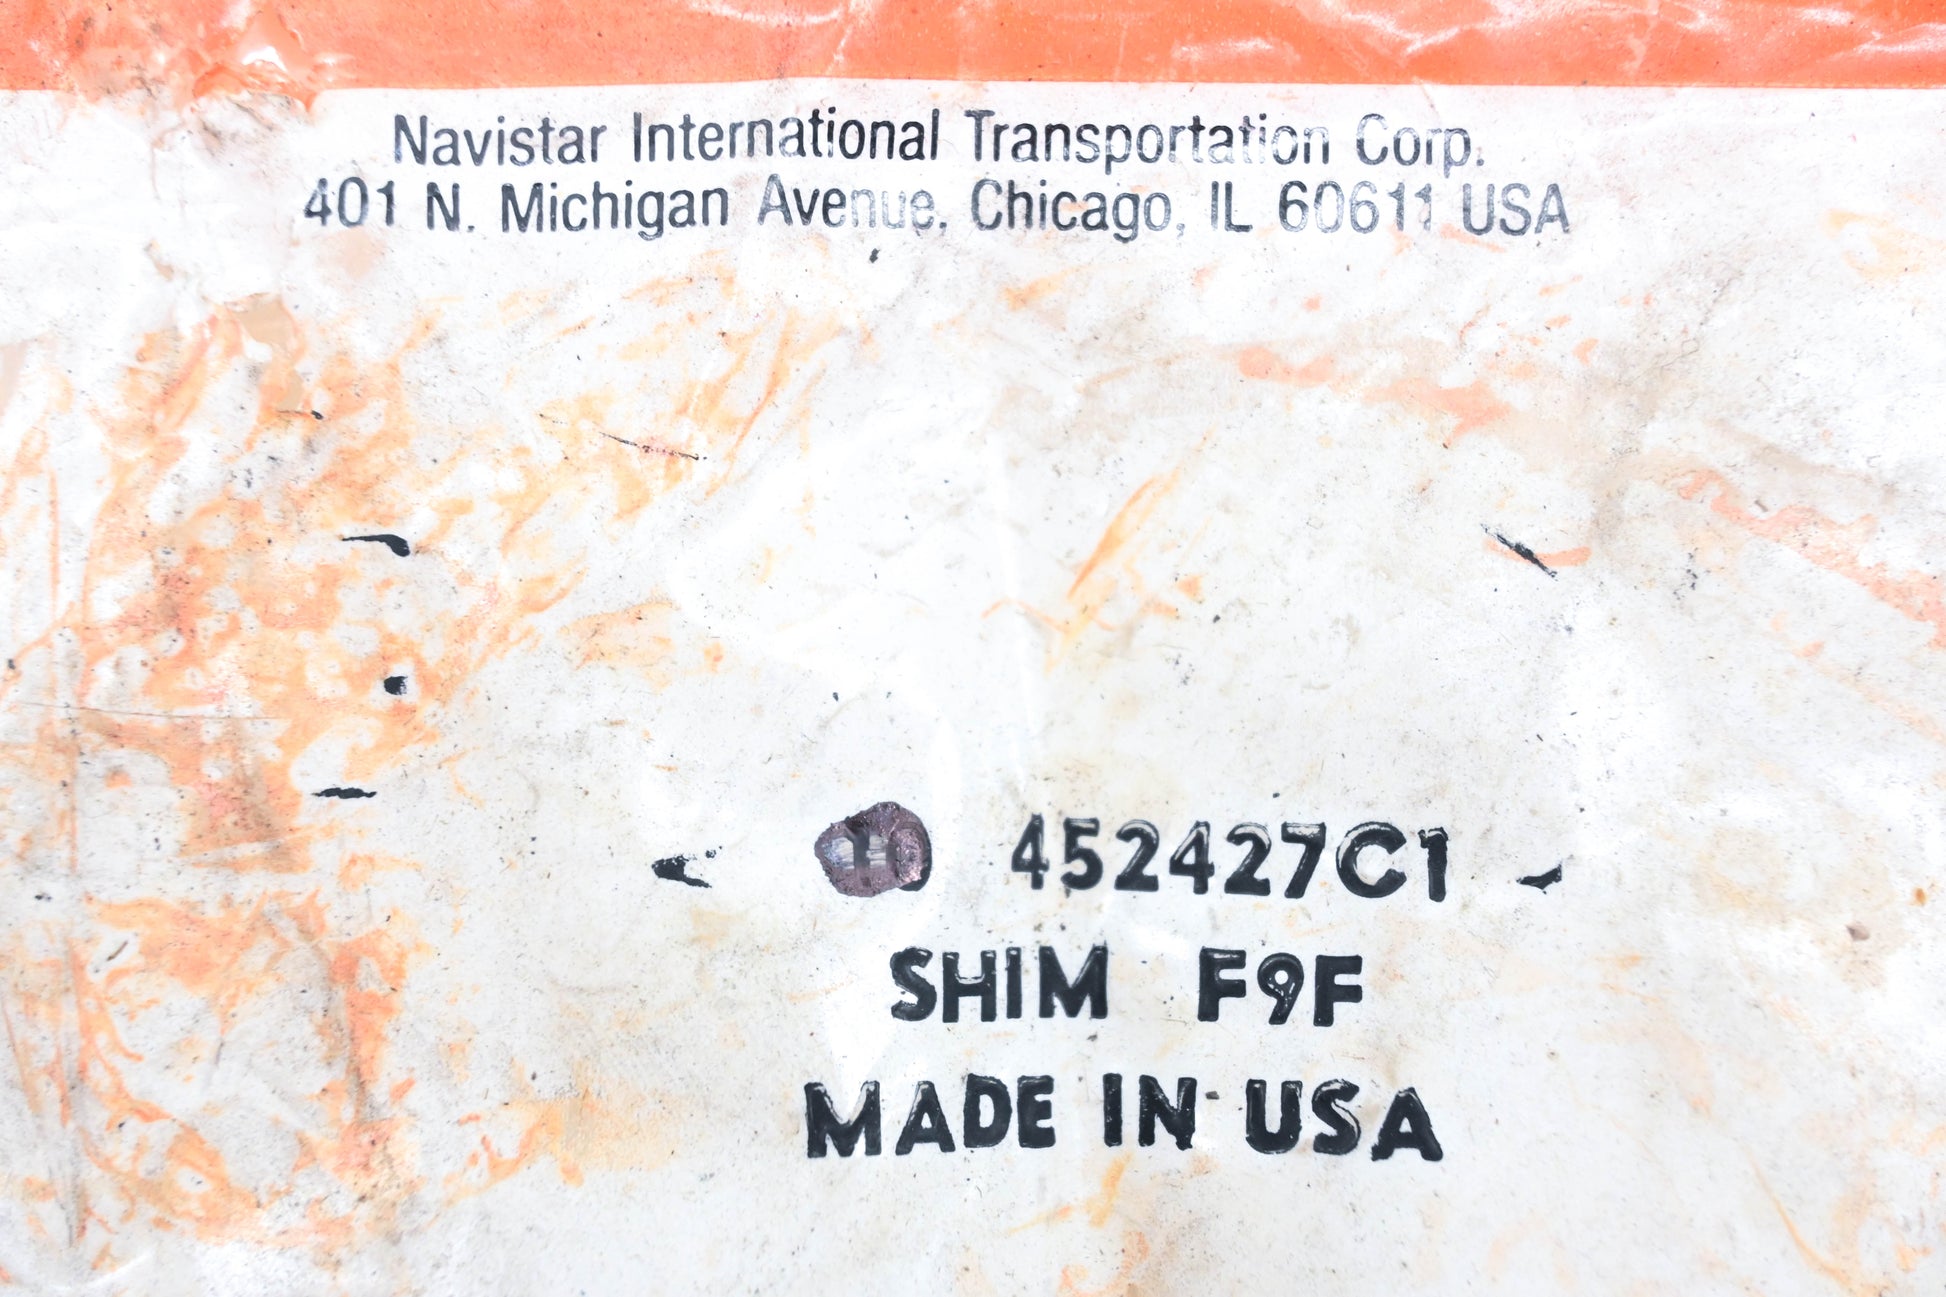 Navistar International Transportation Corp.
401 N. Michigan Avenue, Chicago, IL 60611 USA
452427C1
SHIM F9F
MADE IN USA